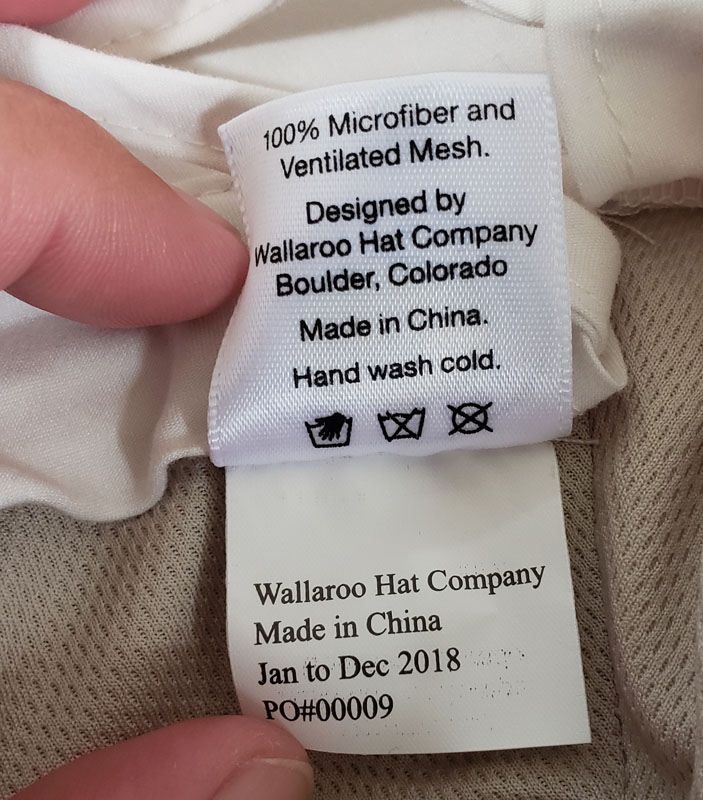 100% Microfiber and
Ventilated Mesh.
Designed by
Wallaroo Hat Company
Boulder, Colorado
Made in China.
Hand wash cold.
Wallaroo Hat Company
Made in China
Jan to Dec 2018
PO#00009